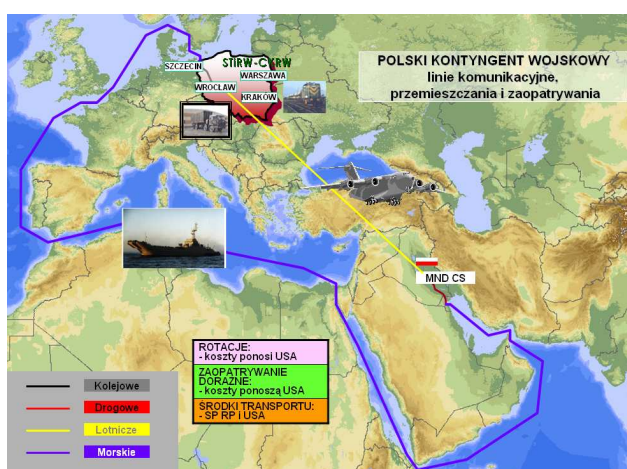 POLSKI KONTYNGENT WOJSKOWY
linie komunikacyjne,
przemieszczania i zaopatrywania
STiRW-CKRW
SZCZECIN
WARSZAWA
WROCŁAW
KRAKÓW
MND CS
ROTACJE:
- koszty ponosi USA
ZAOPATRYWANIE
DORAŹNE:
- koszty ponoszą USA
ŚRODKI TRANSPORTU:
- SP RP i USA
Kolejowe
Drogowe
Lotnicze
Morskie